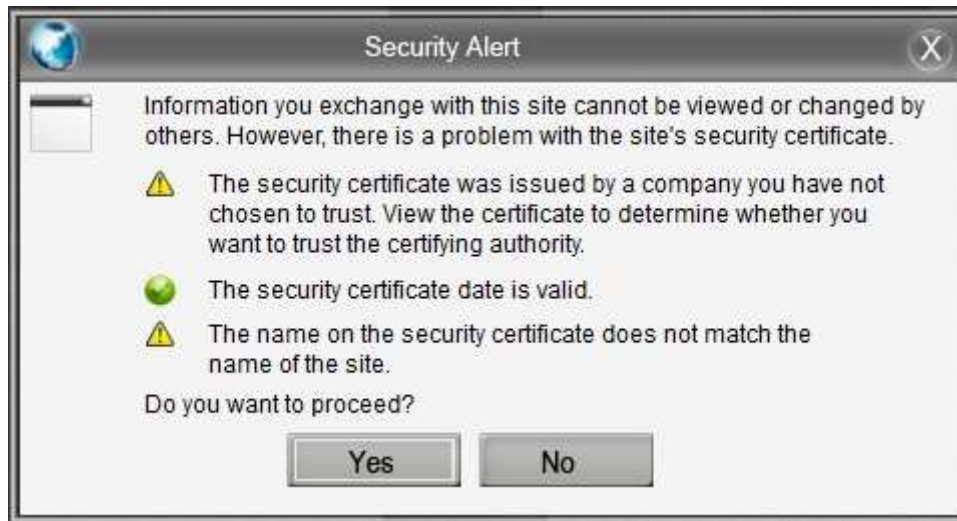 Security Alert
X
Information you exchange with this site cannot be viewed or changed by
others. However, there is a problem with the site's security certificate.
The security certificate was issued by a company you have not
chosen to trust. View the certificate to determine whether you
want to trust the certifying authority.
The security certificate date is valid.
The name on the security certificate does not match the
name of the site.
Do you want to proceed?
Yes No